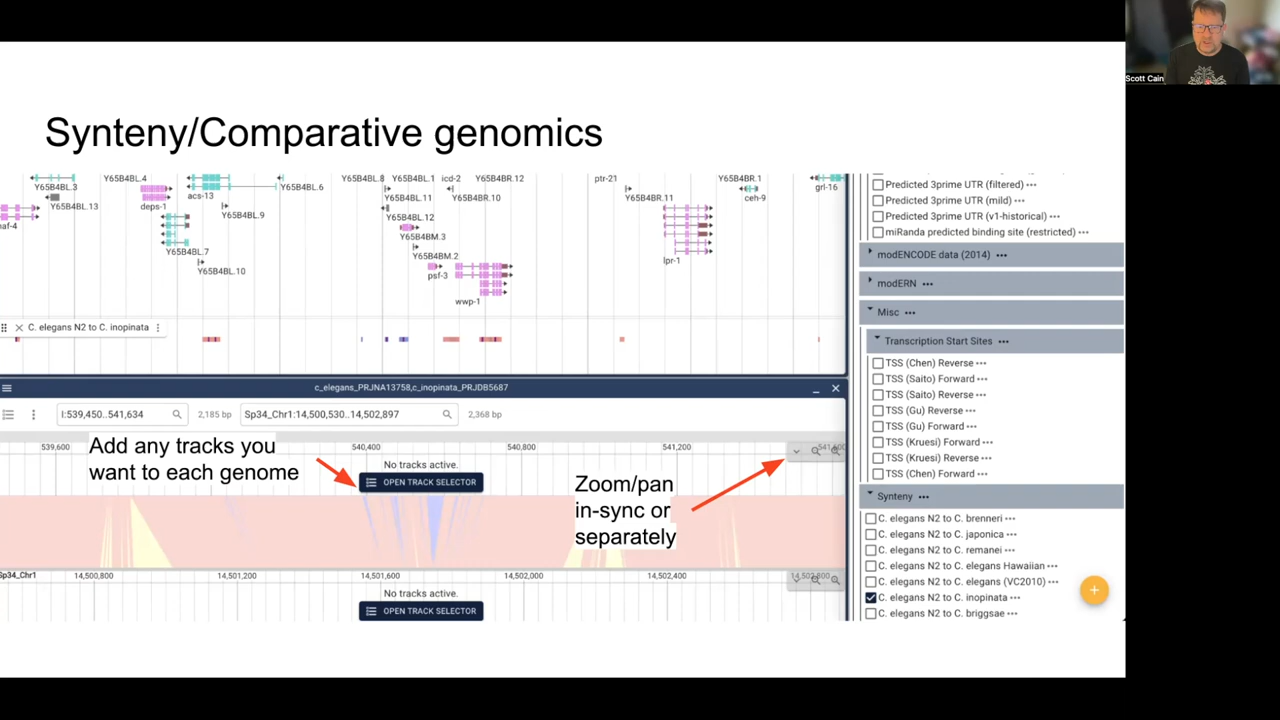 Scott Cain
Synteny/Comparative genomics
Y65B4BL.3
Y65B4BL.13
Y65B4BL.4
deps-1
acs-13
Y65B4BL.6
Y65B4BL.9
Y65B4BL.7
Y65B4BL.10
Y65B4BL.8
Y65B4BL.1
Y65B4BL.11
Y65B4BL.12
Y65B4BM.3
Y65B4BM.2
psf-3
icd-2
Y65B4BR.12
Y65B4BR.10
wwp-1
ptr-21
Y65B4BR.11
lpr-1
Y65B4BR.1
ceh-9
grl-16
C. elegans N2 to C. inopinata
c_elegans_PRJNA13758,c_inopinata_PRJDB5687
I:539,450..541,634
2,185 bp
Sp34_Chr1:14,500,530..14,502,897
2,368 bp
539,600
540,400
540,800
541,200
Add any tracks you
want to each genome
No tracks active.
OPEN TRACK SELECTOR
Zoom/pan
in-sync or
separately
Sp34_Chr1
14,500,800
14,501,200
14,501,600
14,502,000
14,502,400
No tracks active.
OPEN TRACK SELECTOR
Predicted 3prime UTR (filtered) •••
Predicted 3prime UTR (mild) •••
Predicted 3prime UTR (v1-historical) •••
miRanda predicted binding site (restricted) •••
modENCODE data (2014) •••
modERN •••
Misc •••
Transcription Start Sites •••
TSS (Chen) Reverse •••
TSS (Saito) Forward •••
TSS (Saito) Reverse •••
TSS (Gu) Reverse •••
TSS (Gu) Forward •••
TSS (Kruesi) Forward •••
TSS (Kruesi) Reverse •••
TSS (Chen) Forward •••
Synteny •••
C. elegans N2 to C. brenneri •••
C. elegans N2 to C. japonica •••
C. elegans N2 to C. remanei •••
C. elegans N2 to C. elegans Hawaiian •••
C. elegans N2 to C. elegans (VC2010) •••
C. elegans N2 to C. inopinata •••
C. elegans N2 to C. briggsae •••